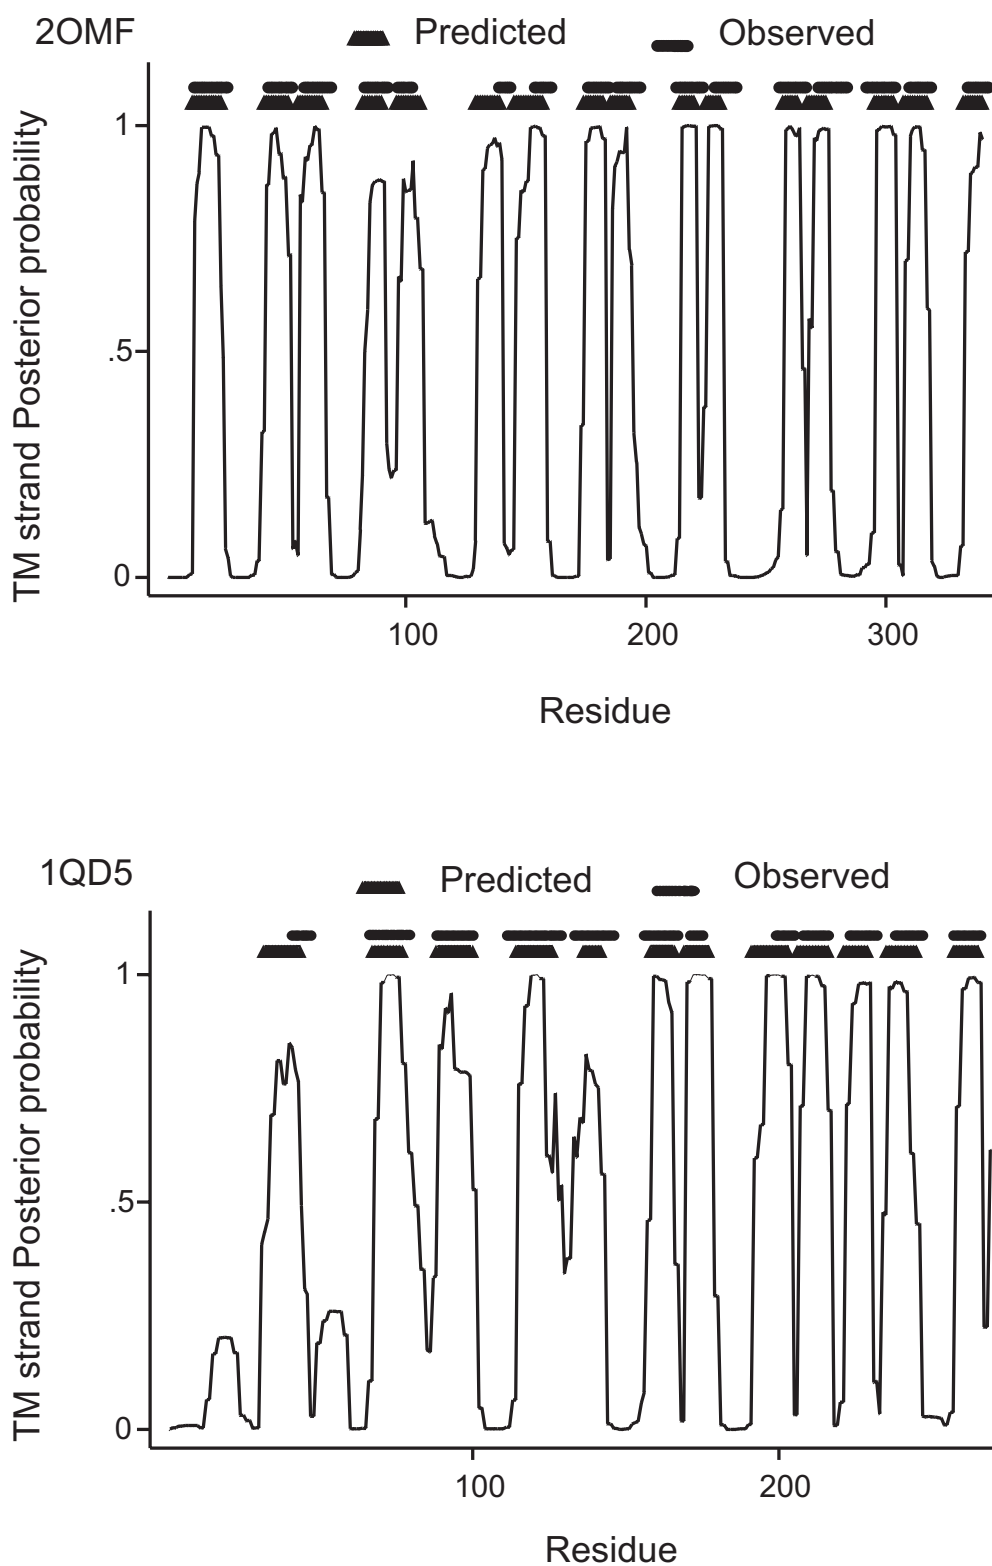 2OMF Predicted Observed
1
.5
0
TM strand Posterior probability
100 200 300
Residue
1QD5 Predicted Observed
1
.5
0
TM strand Posterior probability
100 200
Residue